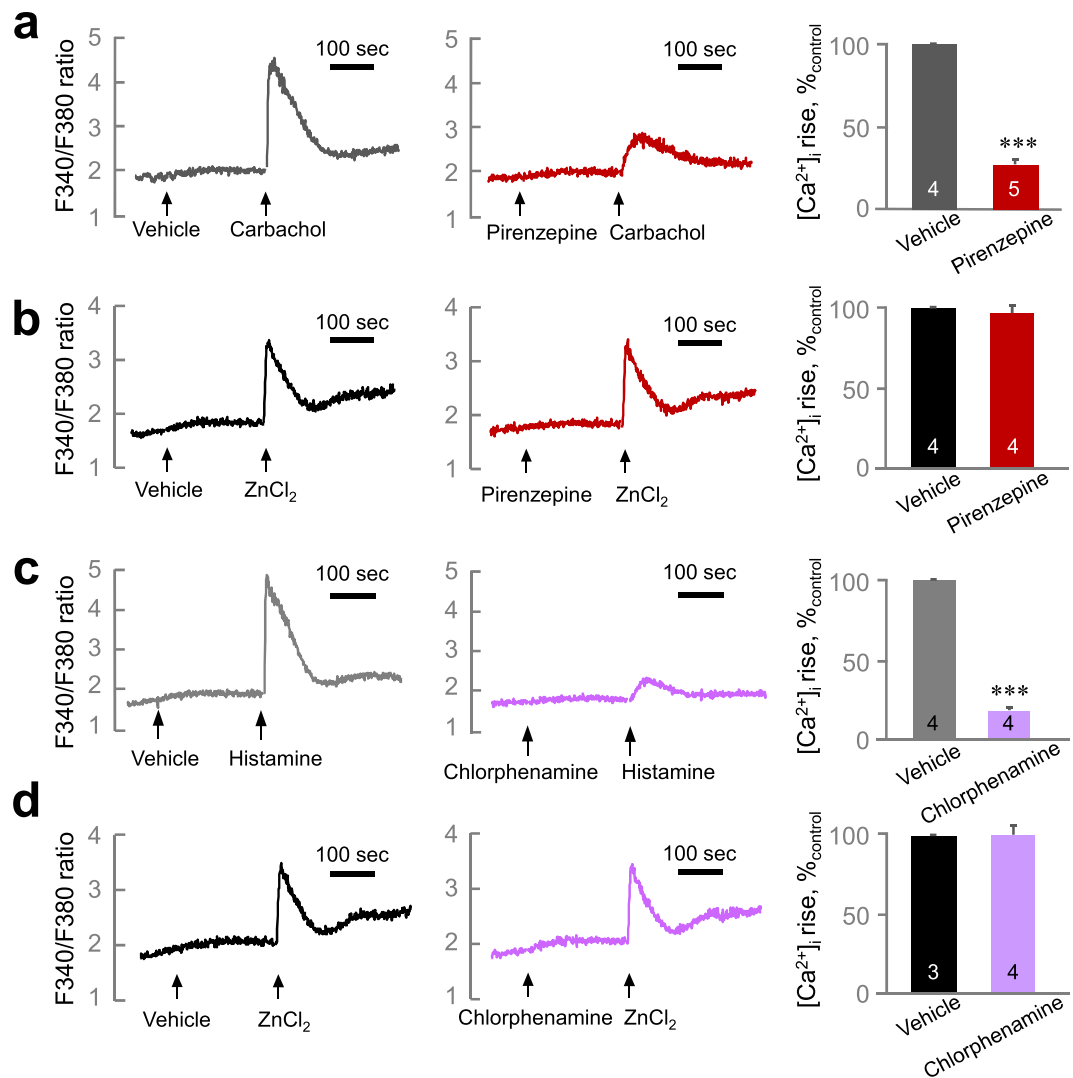 a
F340/F380 ratio
5
4
3
2
1
100 sec
Vehicle
Carbachol
5
4
3
2
1
100 sec
Pirenzepine
Carbachol
[Ca²⁺]ᵢ rise, %control
100
50
0
***
4
5
Vehicle
Pirenzepine
b
F340/F380 ratio
4
3
2
1
100 sec
Vehicle
ZnCl₂
4
3
2
1
100 sec
Pirenzepine
ZnCl₂
[Ca²⁺]ᵢ rise, %control
100
50
0
4
4
Vehicle
Pirenzepine
c
F340/F380 ratio
5
4
3
2
1
100 sec
Vehicle
Histamine
5
4
3
2
1
100 sec
Chlorphenamine
Histamine
[Ca²⁺]ᵢ rise, %control
100
50
0
***
4
4
Vehicle
Chlorphenamine
d
F340/F380 ratio
4
3
2
1
100 sec
Vehicle
ZnCl₂
4
3
2
1
100 sec
Chlorphenamine
ZnCl₂
[Ca²⁺]ᵢ rise, %control
100
50
0
3
4
Vehicle
Chlorphenamine